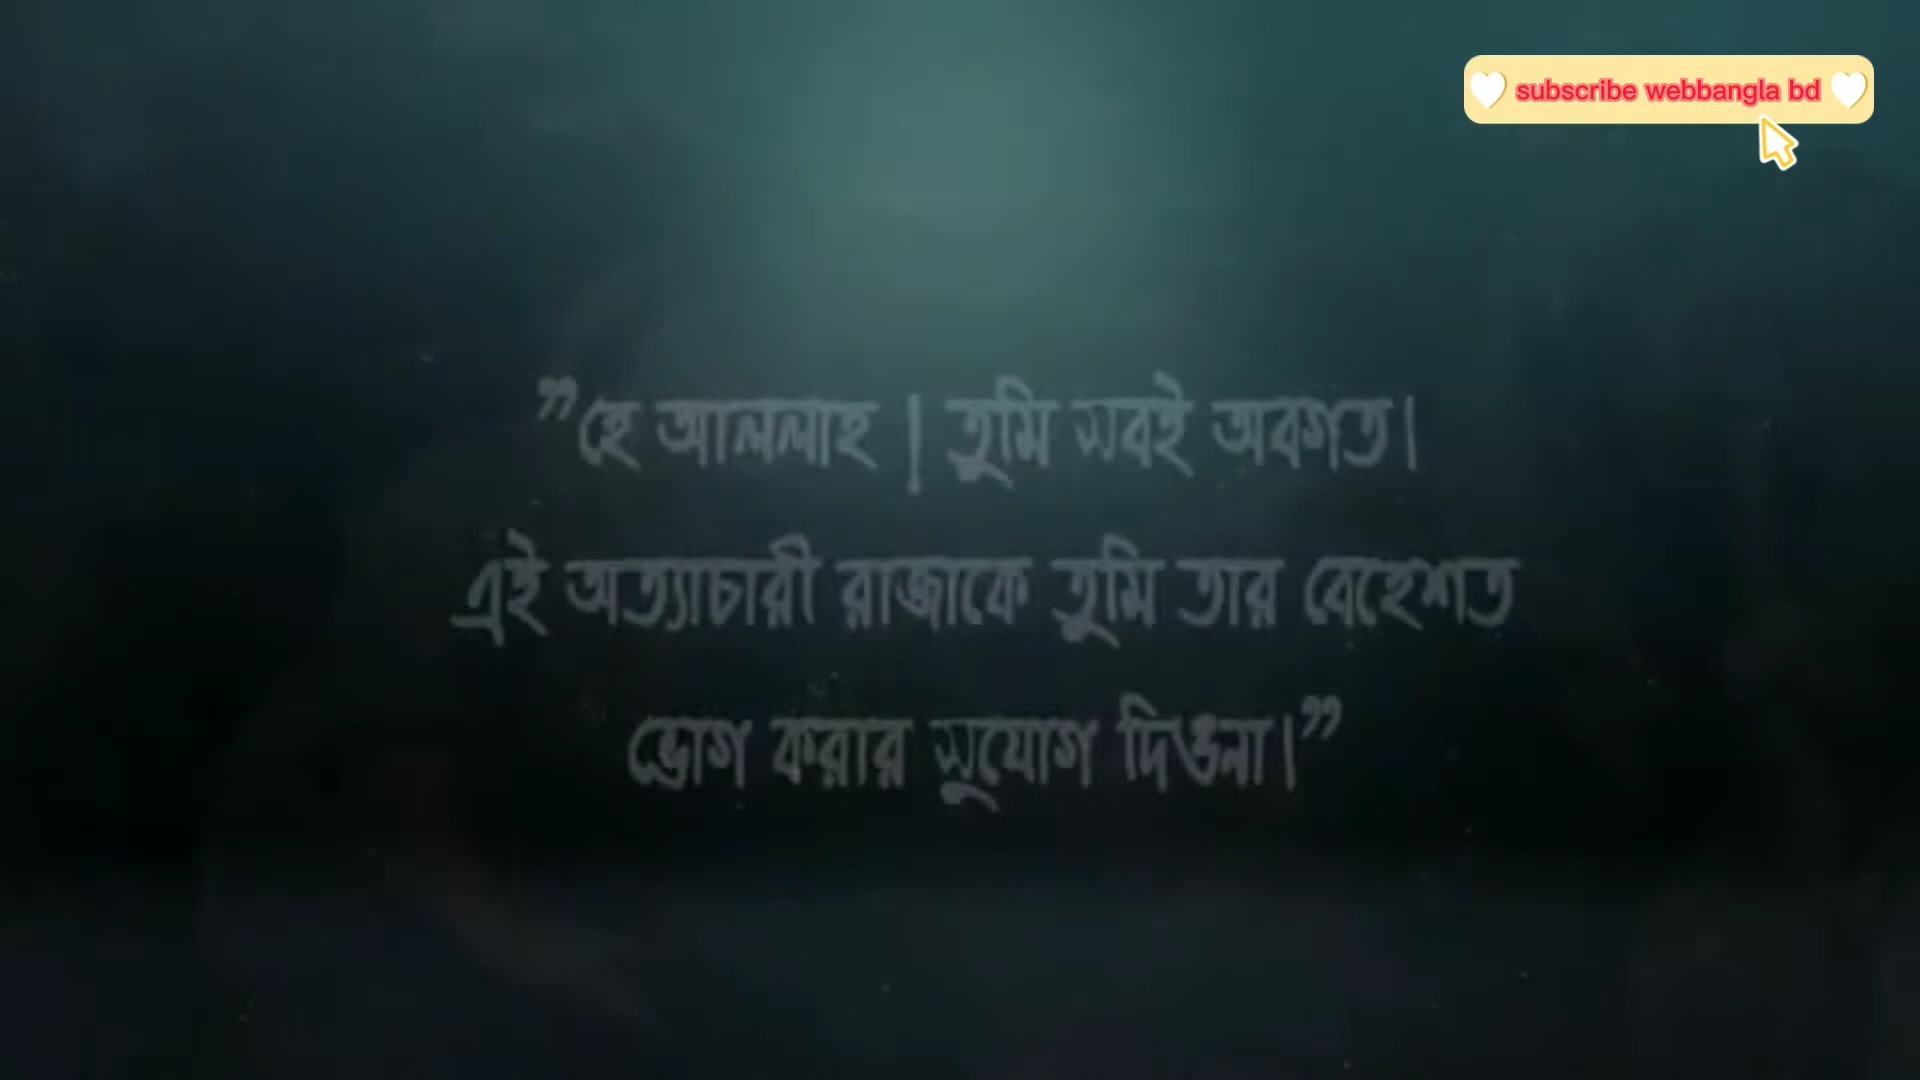 subscribe webbangla bd
”হে আললাহ | তুমি সবই অবগত।
এই অত্যাচারী রাজাকে তুমি তার বেহেশত
ভোগ করার সুযোগ দিওনা।”